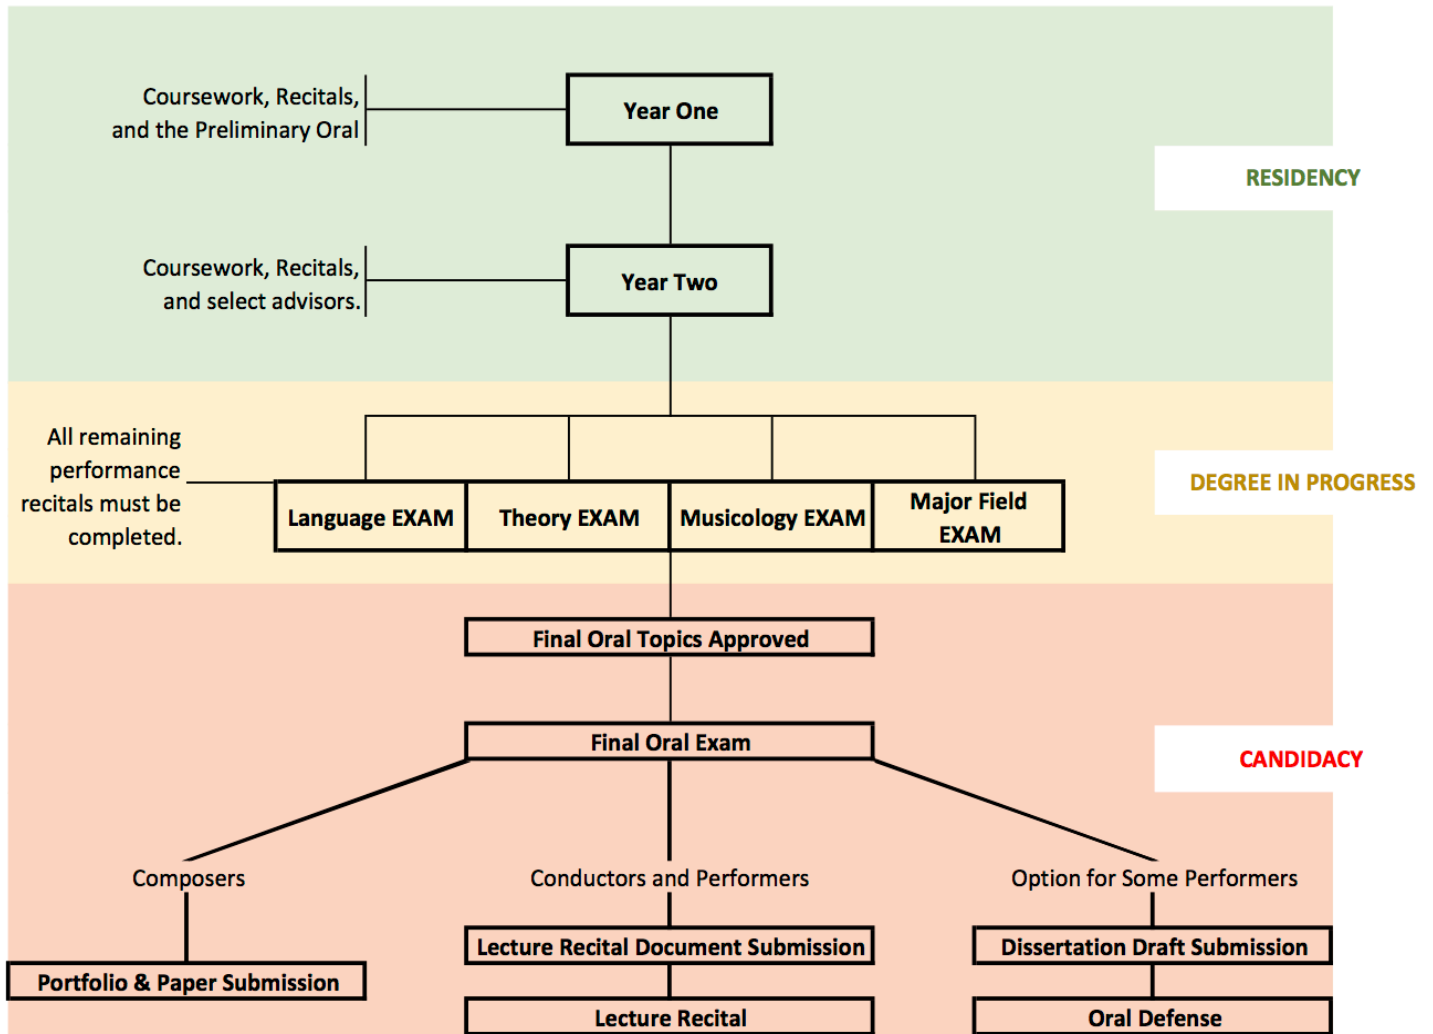 Coursework, Recitals,
and the Preliminary Oral
Year One
RESIDENCY
Coursework, Recitals,
and select advisors.
Year Two
All remaining
performance
recitals must be
completed.
Language EXAM
Theory EXAM
Musicology EXAM
Major Field
EXAM
DEGREE IN PROGRESS
Final Oral Topics Approved
Final Oral Exam
CANDIDACY
Composers
Conductors and Performers
Option for Some Performers
Portfolio & Paper Submission
Lecture Recital Document Submission
Lecture Recital
Dissertation Draft Submission
Oral Defense